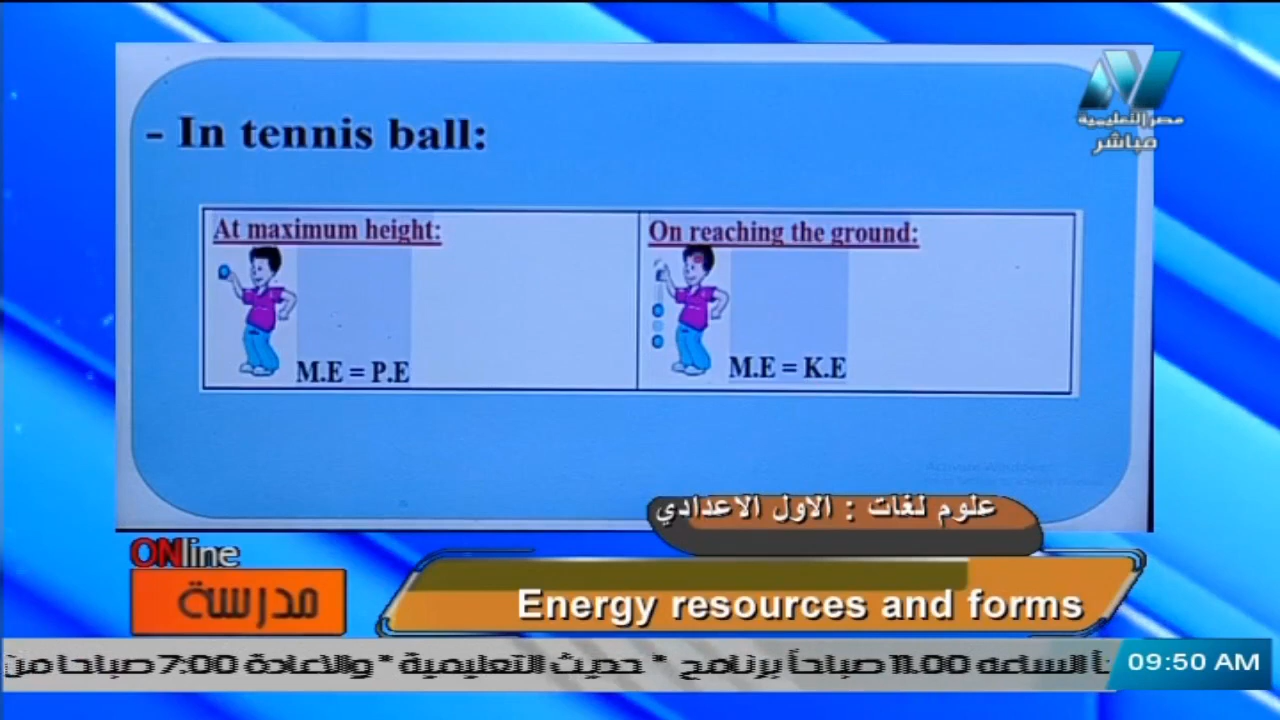 - In tennis ball:
مصر التعليمية
مباشر
At maximum height:
On reaching the ground:
M.E = P.E
M.E = K.E
علوم لغات : الاول الاعدادي
ONline
مدرسة
Energy resources and forms
الساعه 11.00 صباحاً برنامج " حديث التعليمية " والاعادة 7:00 صباحا من
09:50 AM